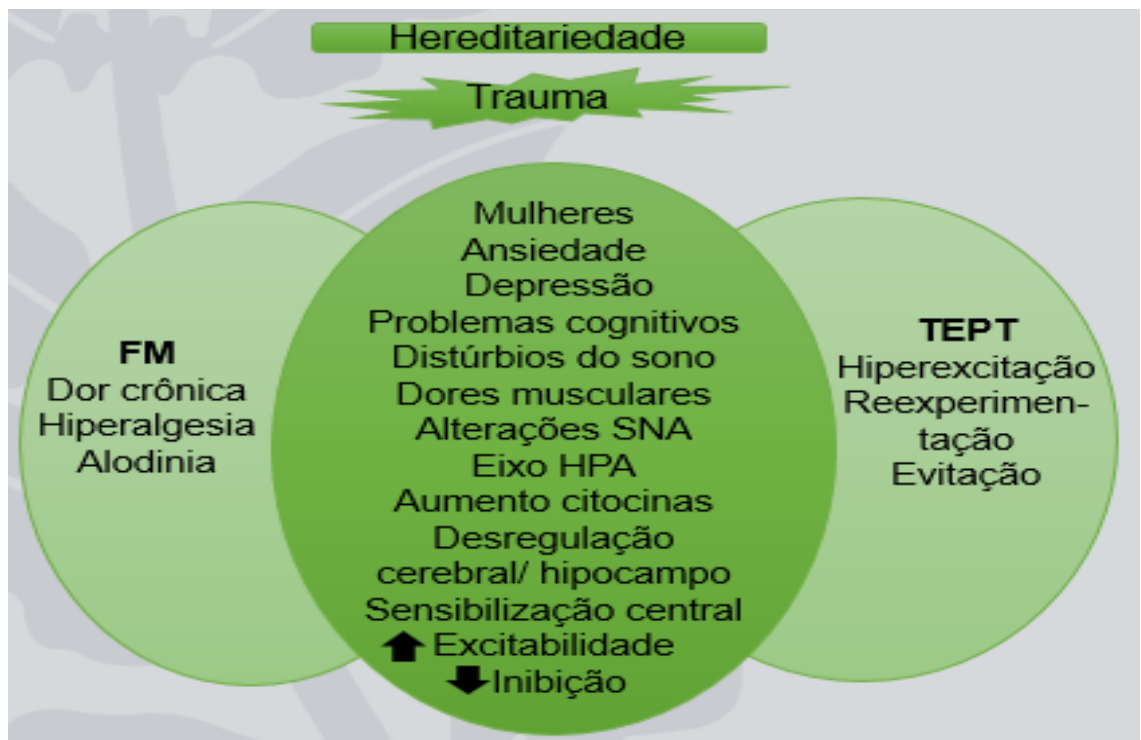 Hereditariedade
Trauma
FM
Dor crônica
Hiperalgesia
Alodinia
Mulheres
Ansiedade
Depressão
Problemas cognitivos
Distúrbios do sono
Dores musculares
Alterações SNA
Eixo HPA
Aumento citocinas
Desregulação
cerebral/ hipocampo
Sensibilização central
Excitabilidade
Inibição
TEPT
Hiperexcitação
Reexperimen-
tação
Evitação